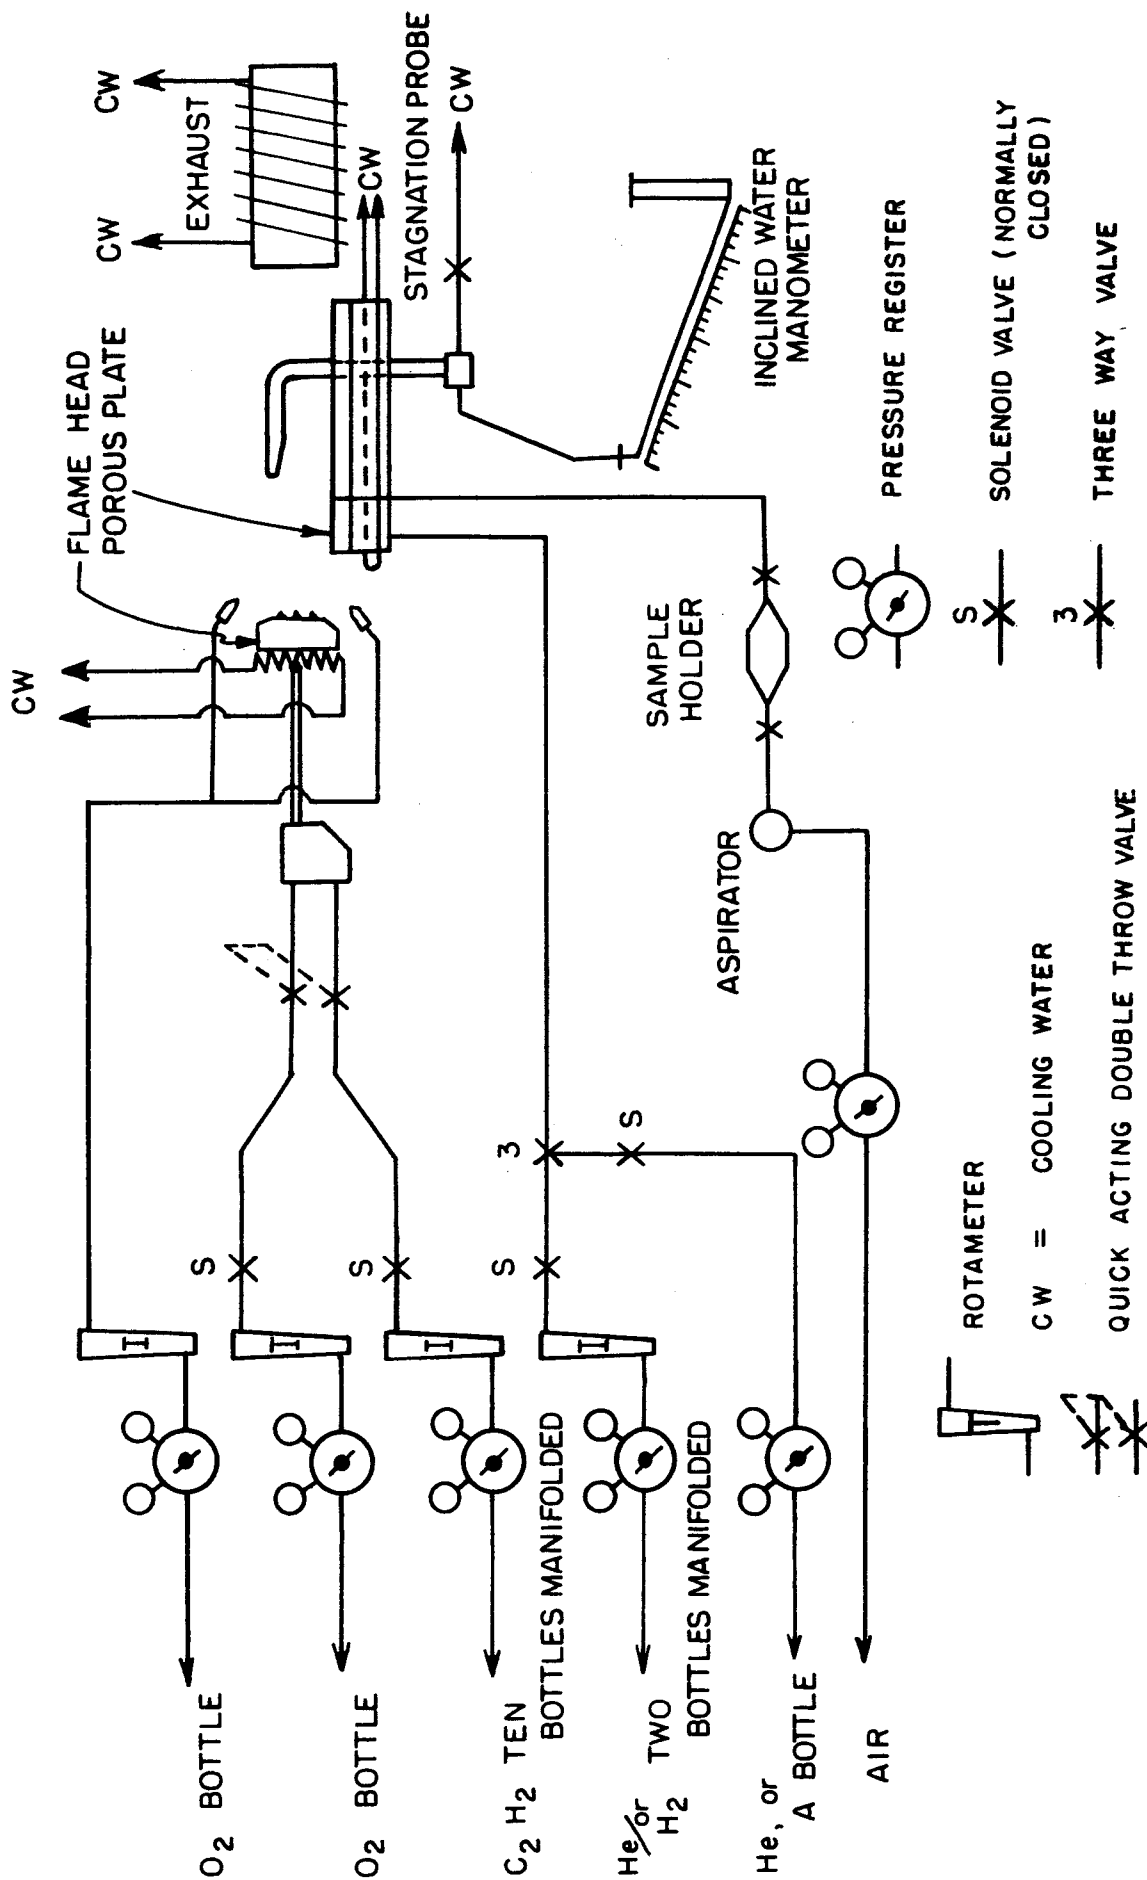 CW
CW
CW
EXHAUST
FLAME HEAD
POROUS PLATE
CW
STAGNATION PROBE
CW
INCLINED WATER
MANOMETER
S
S
S
3
S
SAMPLE
HOLDER
ASPIRATOR
O2 BOTTLE
O2 BOTTLE
C2 H2 TEN
BOTTLES MANIFOLDED
He/or
H2 TWO
BOTTLES MANIFOLDED
He, or
A BOTTLE
AIR
ROTAMETER
CW = COOLING WATER
QUICK ACTING DOUBLE THROW VALVE
PRESSURE REGISTER
S
SOLENOID VALVE (NORMALLY
CLOSED)
3
THREE WAY VALVE